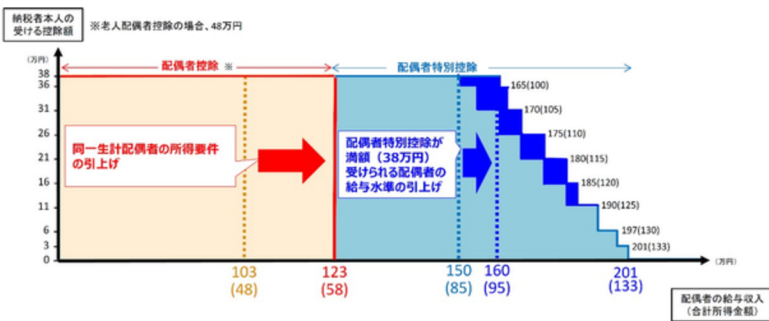 納税者本人の
受ける控除額
※老人配偶者控除の場合、48万円
(万円)
配偶者控除 ※
配偶者特別控除
38
36
31
26
21
16
11
6
3
0
165(100)
170(105)
175(110)
180(115)
185(120)
190(125)
197(130)
201(133)
同一生計配偶者の所得要件
の引上げ
配偶者特別控除が
満額（38万円）
受けられる配偶者の
給与水準の引上げ
103
(48)
123
(58)
150
(85)
160
(95)
201
(133)
(万円)
配偶者の給与収入
（合計所得金額）